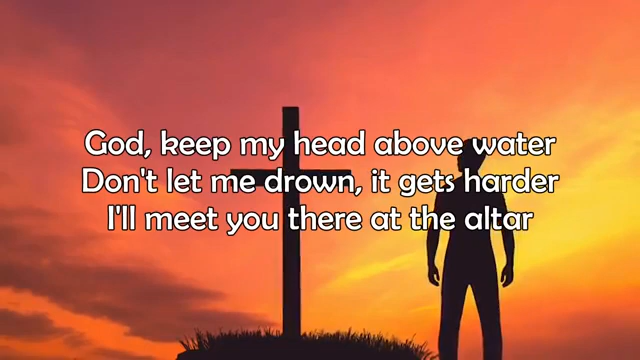 God, keep my head above water
Don't let me drown, it gets harder
I'll meet you there at the altar